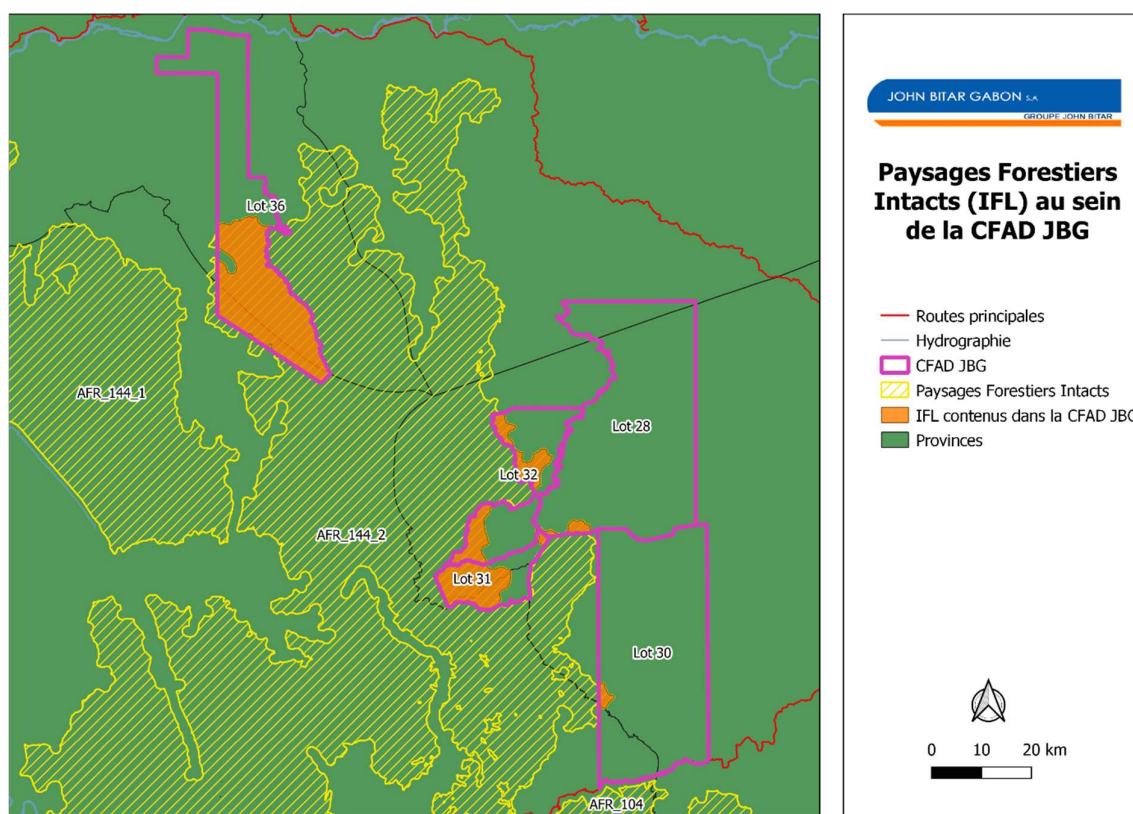 Lot 36
AFR_144_1
Lot 28
Lot 32
AFR_144_2
Lot 31
Lot 30
AFR_104
JOHN BITAR GABON S.A.
GROUPE JOHN BITAR
Paysages Forestiers
Intacts (IFL) au sein
de la CFAD JBG
Routes principales
Hydrographie
CFAD JBG
Paysages Forestiers Intacts
IFL contenus dans la CFAD JBG
Provinces
0 10 20 km